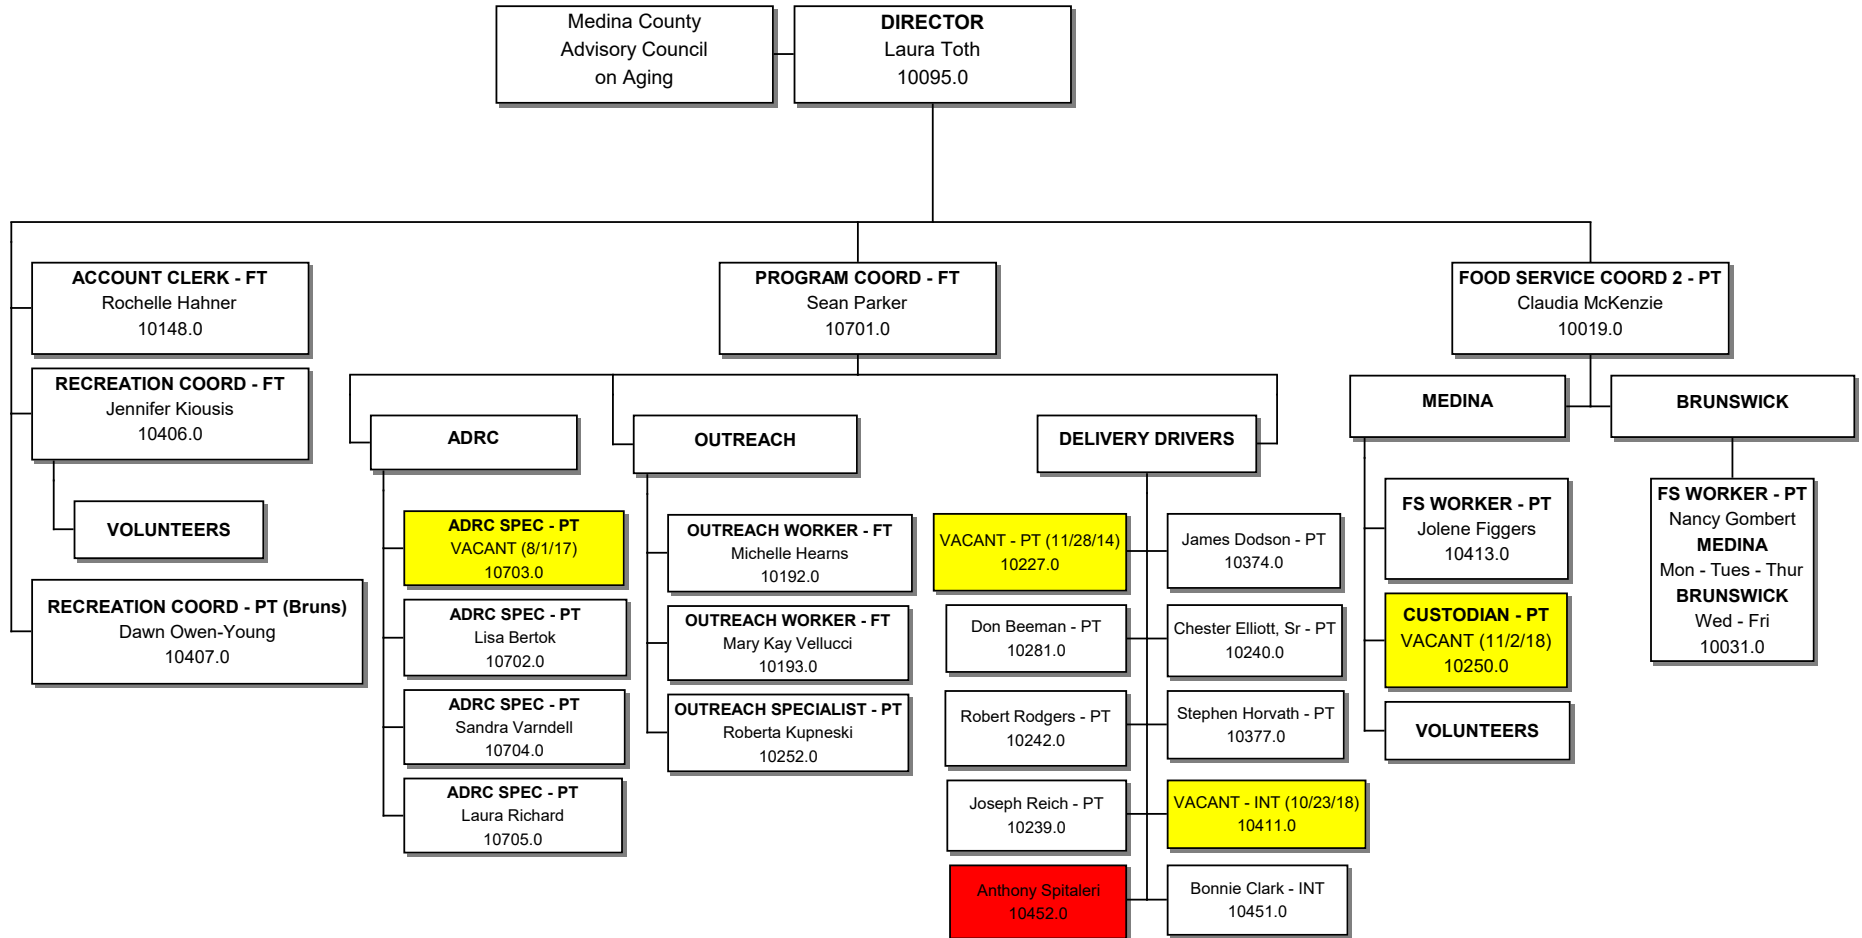 Medina County
Advisory Council
on Aging
DIRECTOR
Laura Toth
10095.0
ACCOUNT CLERK - FT
Rochelle Hahner
10148.0
RECREATION COORD - FT
Jennifer Kiousis
10406.0
VOLUNTEERS
RECREATION COORD - PT (Bruns)
Dawn Owen-Young
10407.0
PROGRAM COORD - FT
Sean Parker
10701.0
ADRC
ADRC SPEC - PT
VACANT (8/1/17)
10703.0
ADRC SPEC - PT
Lisa Bertok
10702.0
ADRC SPEC - PT
Sandra Varndell
10704.0
ADRC SPEC - PT
Laura Richard
10705.0
OUTREACH
OUTREACH WORKER - FT
Michelle Hearns
10192.0
OUTREACH WORKER - FT
Mary Kay Vellucci
10193.0
OUTREACH SPECIALIST - PT
Roberta Kupneski
10252.0
DELIVERY DRIVERS
VACANT - PT (11/28/14)
10227.0
James Dodson - PT
10374.0
Don Beeman - PT
10281.0
Chester Elliott, Sr - PT
10240.0
Robert Rodgers - PT
10242.0
Stephen Horvath - PT
10377.0
Joseph Reich - PT
10239.0
VACANT - INT (10/23/18)
10411.0
Anthony Spitaleri
10452.0
Bonnie Clark - INT
10451.0
FOOD SERVICE COORD 2 - PT
Claudia McKenzie
10019.0
MEDINA
FS WORKER - PT
Jolene Figgers
10413.0
CUSTODIAN - PT
VACANT (11/2/18)
10250.0
VOLUNTEERS
BRUNSWICK
FS WORKER - PT
Nancy Gombert
MEDINA
Mon - Tues - Thur
BRUNSWICK
Wed - Fri
10031.0